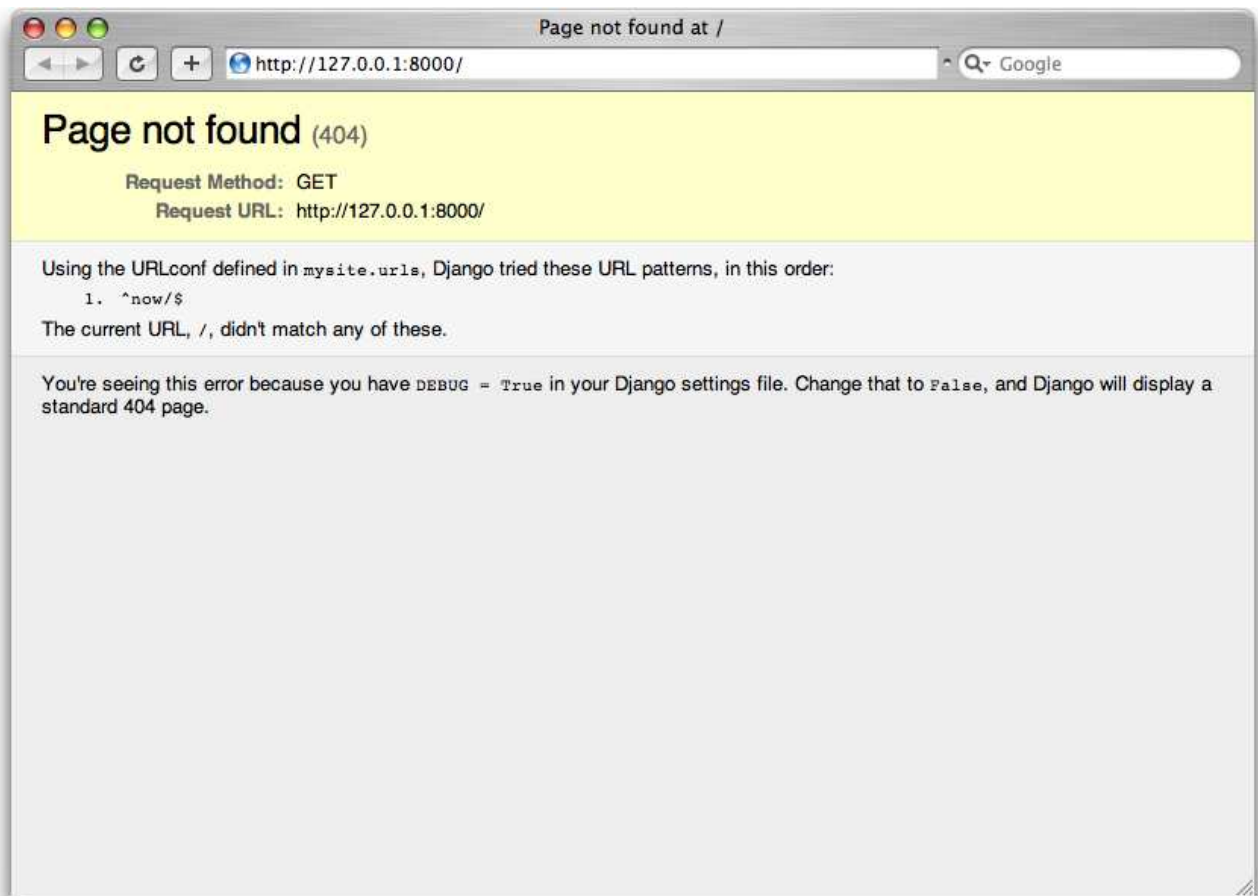 Page not found at /
http://127.0.0.1:8000/
Google
Page not found (404)
Request Method: GET
Request URL: http://127.0.0.1:8000/
Using the URLconf defined in mysite.urls, Django tried these URL patterns, in this order:
1. ^now/$
The current URL, /, didn't match any of these.
You're seeing this error because you have DEBUG = True in your Django settings file. Change that to False, and Django will display a
standard 404 page.